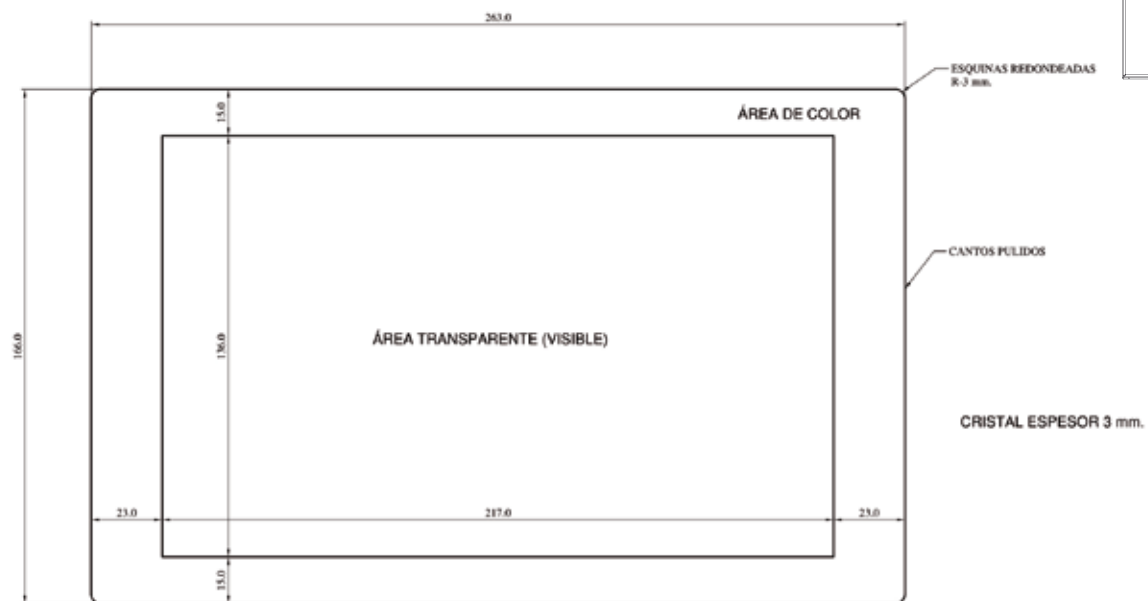 263.0
ESQUINAS REDONDEADAS
R-3 mm.
15.0
ÁREA DE COLOR
CANTOS PULIDOS
166.0
136.0
ÁREA TRANSPARENTE (VISIBLE)
CRISTAL ESPESOR 3 mm.
23.0
217.0
23.0
15.0